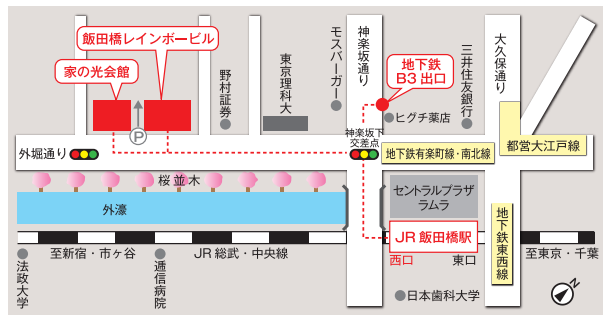 飯田橋レインボービル
家の光会館
野村証券
東京理科大
モスバーガー
神楽坂通り
地下鉄
B3 出口
ヒグチ薬店
三井住友銀行
大久保通り
P
外堀通り
神楽坂下
交差点
地下鉄有楽町線・南北線
都営大江戸線
桜並木
外濠
セントラルプラザ
ラムラ
JR 飯田橋駅
西口
東口
地下鉄東西線
至新宿・市ヶ谷
JR 総武・中央線
至東京・千葉
法政大学
逓信病院
日本歯科大学
N